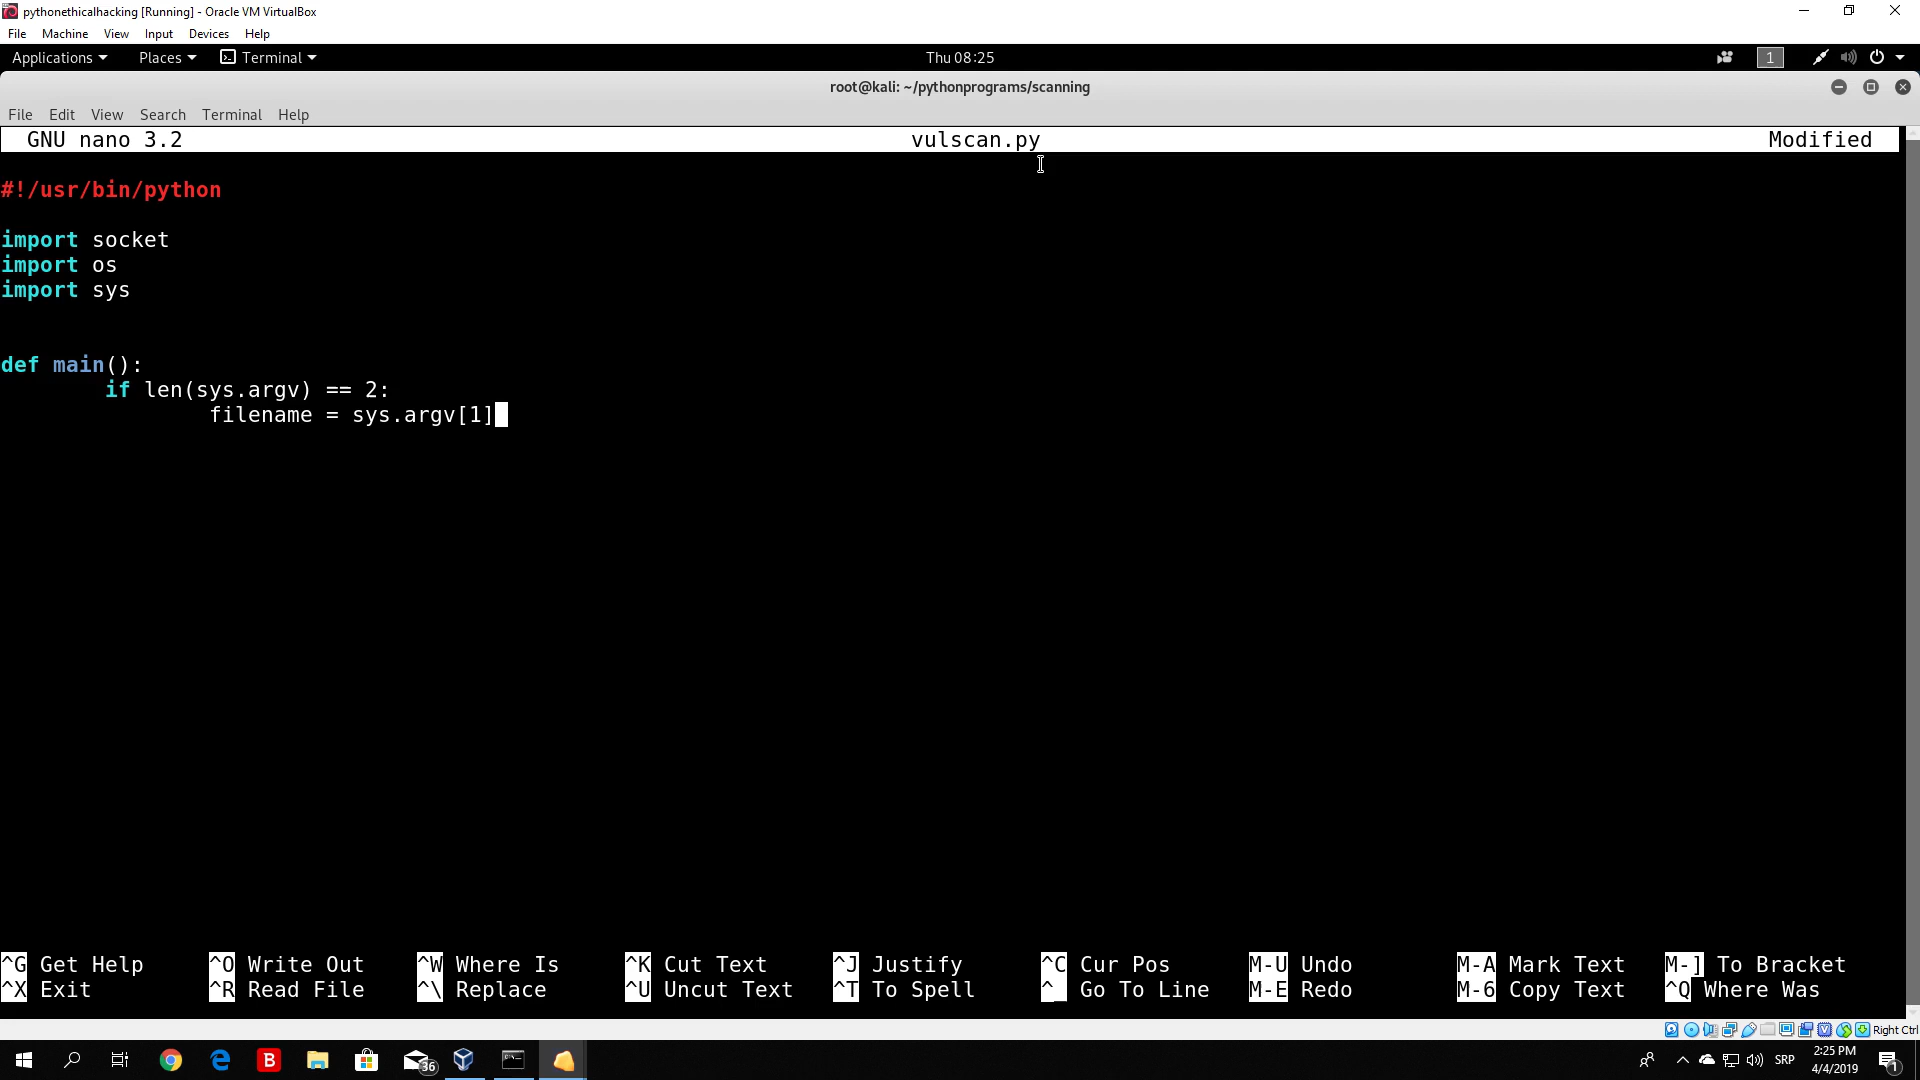 pythonethicalhacking [Running] - Oracle VM VirtualBox
File Machine View Input Devices Help
Applications Places Terminal Thu 08:25 1
root@kali: ~/pythonprograms/scanning
File Edit View Search Terminal Help
GNU nano 3.2 vulscan.py Modified
#!/usr/bin/python
import socket
import os
import sys
def main():
if len(sys.argv) == 2:
filename = sys.argv[1]
^G Get Help ^O Write Out ^W Where Is ^K Cut Text ^J Justify ^C Cur Pos M-U Undo M-A Mark Text M-] To Bracket
^X Exit ^R Read File ^\ Replace ^U Uncut Text ^T To Spell ^_ Go To Line M-E Redo M-6 Copy Text ^Q Where Was
Right Ctrl
B 36 SRP 2:25 PM 1
4/4/2019